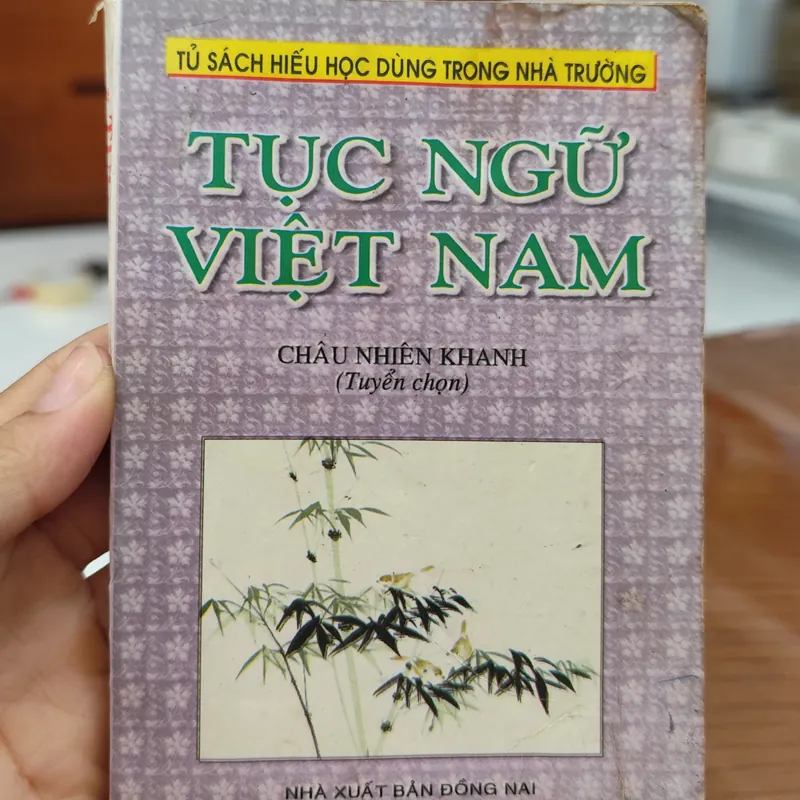 TỦ SÁCH HIẾU HỌC DÙNG TRONG NHÀ TRƯỜNG
TỤC NGỮ
VIỆT NAM
CHÂU NHIÊN KHANH
(Tuyển chọn)
NHÀ XUẤT BẢN ĐỒNG NAI